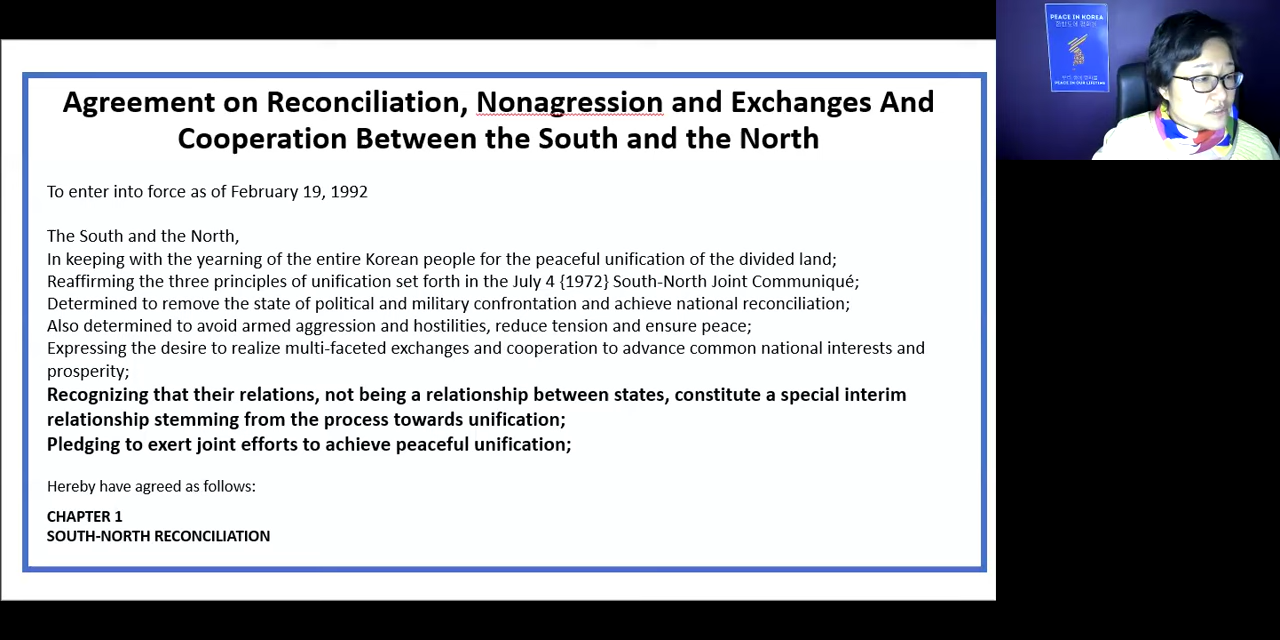 Agreement on Reconciliation, Nonagression and Exchanges And
Cooperation Between the South and the North
To enter into force as of February 19, 1992
The South and the North,
In keeping with the yearning of the entire Korean people for the peaceful unification of the divided land;
Reaffirming the three principles of unification set forth in the July 4 {1972} South-North Joint Communiqué;
Determined to remove the state of political and military confrontation and achieve national reconciliation;
Also determined to avoid armed aggression and hostilities, reduce tension and ensure peace;
Expressing the desire to realize multi-faceted exchanges and cooperation to advance common national interests and
prosperity;
Recognizing that their relations, not being a relationship between states, constitute a special interim
relationship stemming from the process towards unification;
Pledging to exert joint efforts to achieve peaceful unification;
Hereby have agreed as follows:
CHAPTER 1
SOUTH-NORTH RECONCILIATION
PEACE IN KOREA
PEACE IN OUR LIFETIME